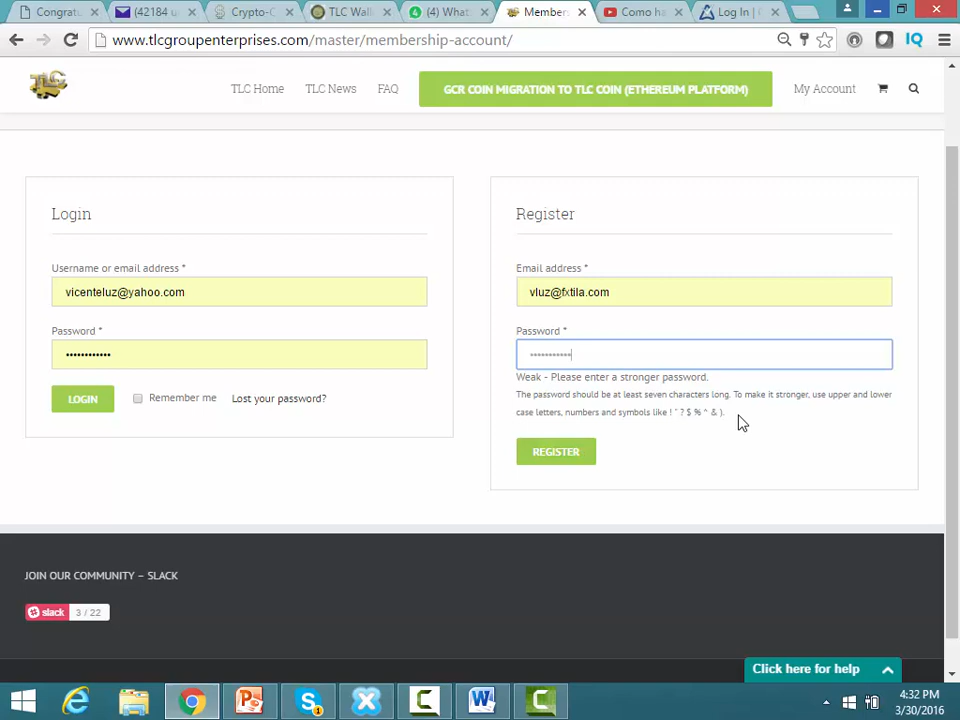 Congratu
(42184 u
Crypto-C
TLC Wall
(4) What
Member
Como ha
Log In | F
www.tlcgroupenterprises.com/master/membership-account/
IQ
TLC
TLC Home
TLC News
FAQ
GCR COIN MIGRATION TO TLC COIN (ETHEREUM PLATFORM)
My Account
Login
Username or email address *
vicenteluz@yahoo.com
Password *
••••••••••••
LOGIN
Remember me
Lost your password?
Register
Email address *
vluz@fxtila.com
Password *
•••••••••••
Weak - Please enter a stronger password.
The password should be at least seven characters long. To make it stronger, use upper and lower
case letters, numbers and symbols like ! " ? $ % ^ & ).
REGISTER
JOIN OUR COMMUNITY – SLACK
slack 3 / 22
Click here for help
4:32 PM
3/30/2016